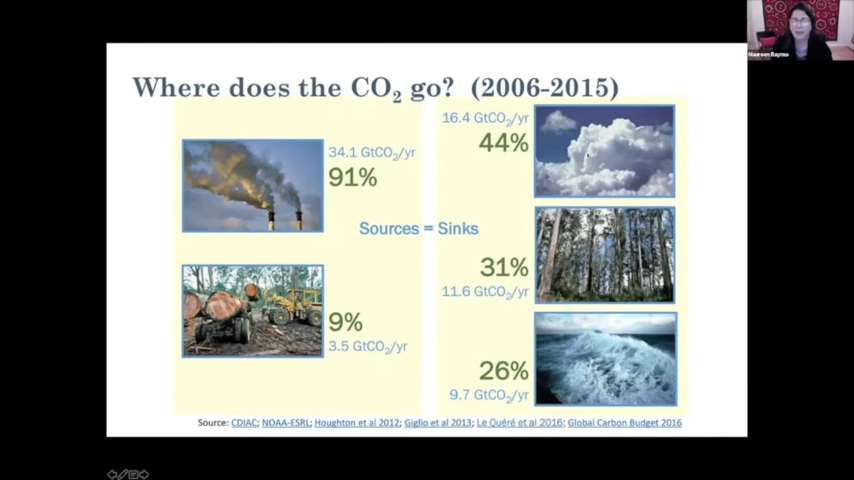 Maureen Raymo
Where does the CO₂ go? (2006-2015)
34.1 GtCO₂/yr
91%
9%
3.5 GtCO₂/yr
Sources = Sinks
16.4 GtCO₂/yr
44%
31%
11.6 GtCO₂/yr
26%
9.7 GtCO₂/yr
Source: CDIAC; NOAA-ESRL; Houghton et al 2012; Giglio et al 2013; Le Quéré et al 2016; Global Carbon Budget 2016